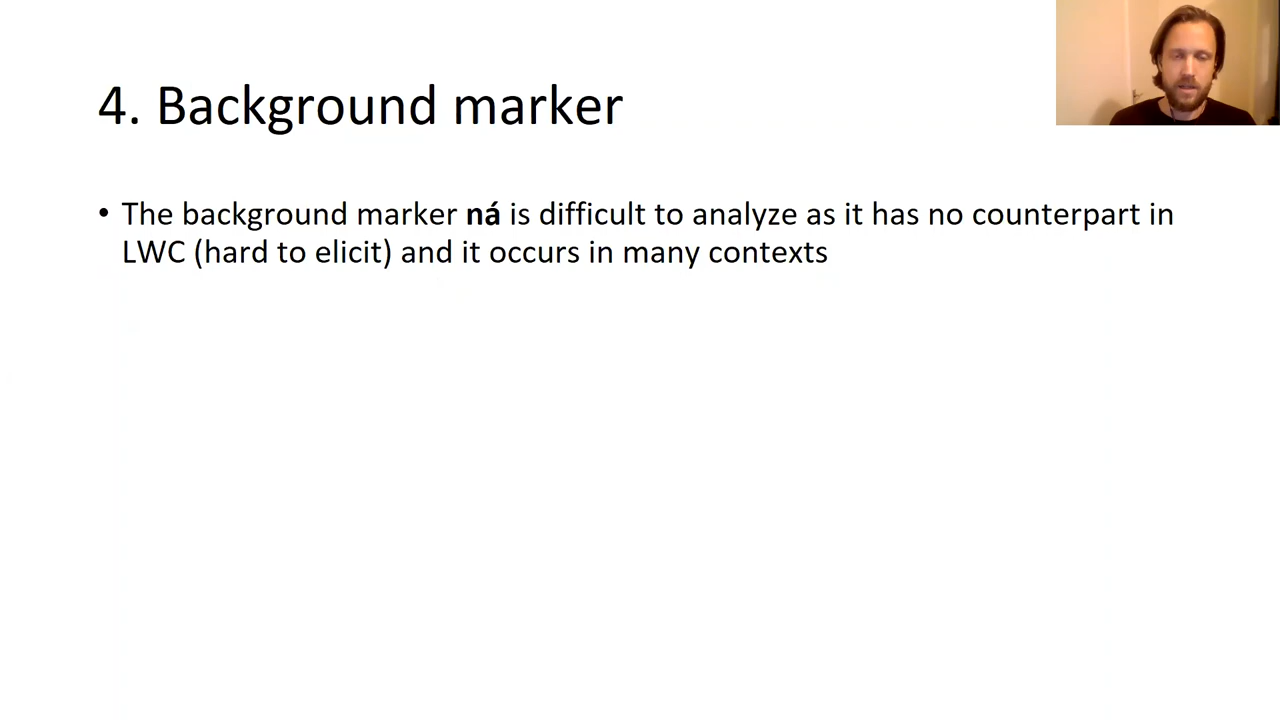 4. Background marker
• The background marker ná is difficult to analyze as it has no counterpart in
LWC (hard to elicit) and it occurs in many contexts